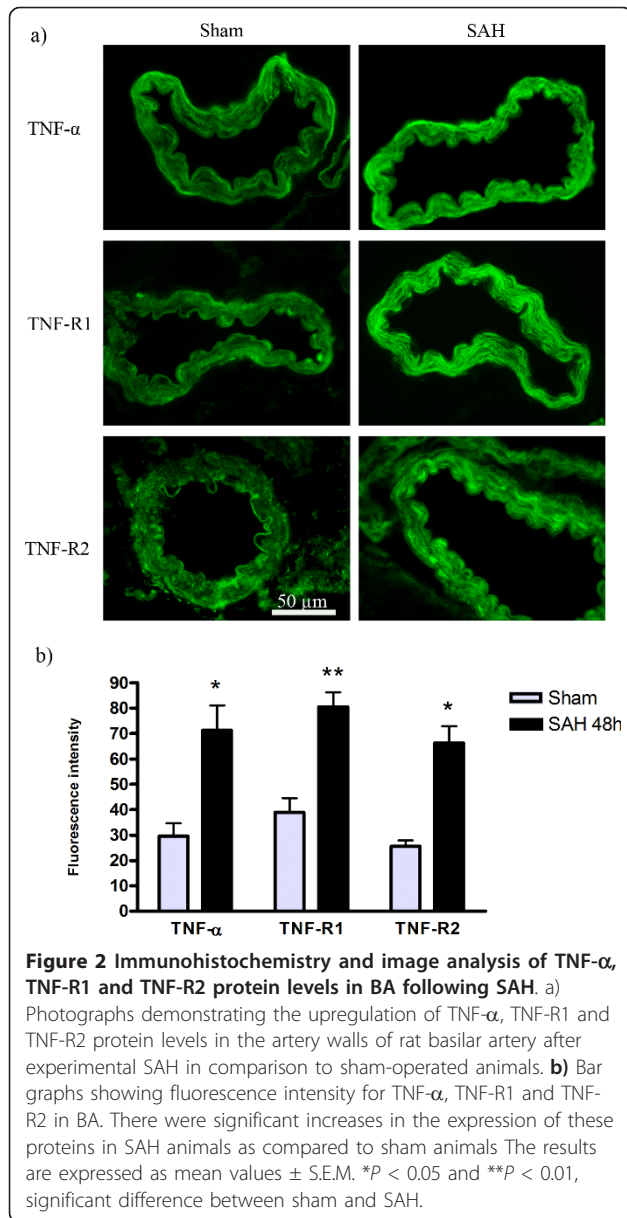 a)
Sham SAH
TNF-α
TNF-R1
TNF-R2
50 µm
b)
90
80
70
60
50
40
30
20
10
0
Fluorescence intensity
* ** *
Sham
SAH 48h
TNF-α TNF-R1 TNF-R2
Figure 2 Immunohistochemistry and image analysis of TNF-α,
TNF-R1 and TNF-R2 protein levels in BA following SAH. a)
Photographs demonstrating the upregulation of TNF-α, TNF-R1 and
TNF-R2 protein levels in the artery walls of rat basilar artery after
experimental SAH in comparison to sham-operated animals. b) Bar
graphs showing fluorescence intensity for TNF-α, TNF-R1 and TNF-
R2 in BA. There were significant increases in the expression of these
proteins in SAH animals as compared to sham animals The results
are expressed as mean values ± S.E.M. *P < 0.05 and **P < 0.01,
significant difference between sham and SAH.